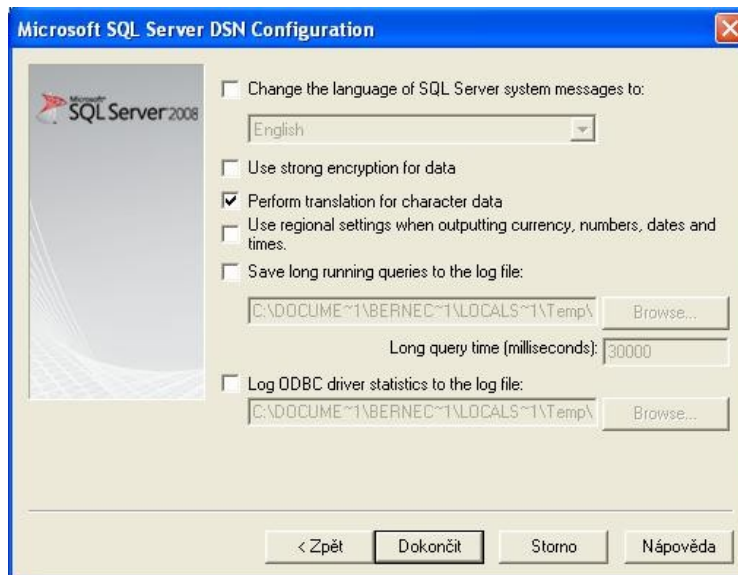 Microsoft SQL Server DSN Configuration
Microsoft
SQL Server 2008
Change the language of SQL Server system messages to:
English
Use strong encryption for data
Perform translation for character data
Use regional settings when outputting currency, numbers, dates and
times.
Save long running queries to the log file:
C:\DOCUME~1\BERNEC~1\LOCALS~1\Temp\
Browse...
Long query time (milliseconds):
30000
Log ODBC driver statistics to the log file:
C:\DOCUME~1\BERNEC~1\LOCALS~1\Temp\
Browse...
< Zpět
Dokončit
Storno
Nápověda